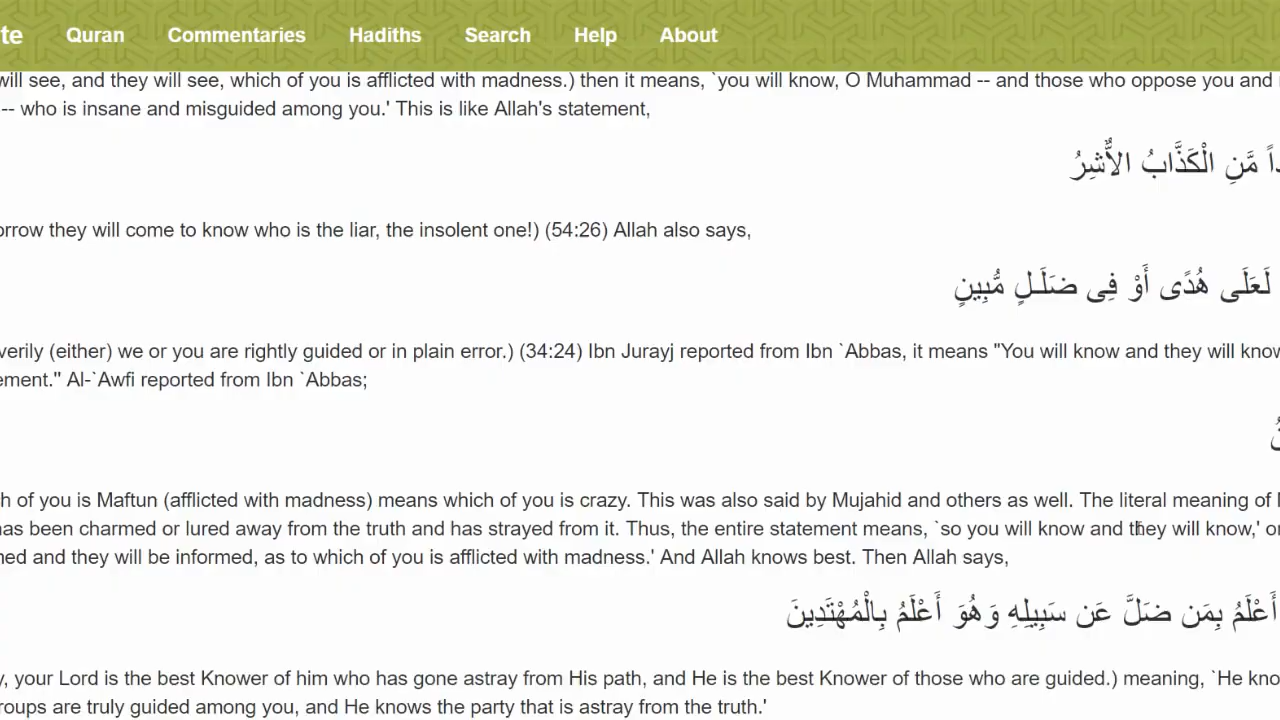 te Quran Commentaries Hadiths Search Help About
will see, and they will see, which of you is afflicted with madness.) then it means, `you will know, O Muhammad -- and those who oppose you and
-- who is insane and misguided among you.' This is like Allah's statement,
مَّنِ الْكَذَّابُ الاٌّشِرُ
orrow they will come to know who is the liar, the insolent one!) (54:26) Allah also says,
لَعَلَى هُدًى أَوْ فِى ضَلَـلٍ مُّبِينٍ
verily (either) we or you are rightly guided or in plain error.) (34:24) Ibn Jurayj reported from Ibn `Abbas, it means "You will know and they will know
ement." Al-`Awfi reported from Ibn `Abbas;
ch of you is Maftun (afflicted with madness) means which of you is crazy. This was also said by Mujahid and others as well. The literal meaning of
has been charmed or lured away from the truth and has strayed from it. Thus, the entire statement means, `so you will know and they will know,' or
med and they will be informed, as to which of you is afflicted with madness.' And Allah knows best. Then Allah says,
أَعْلَمُ بِمَن ضَلَّ عَن سَبِيلِهِ وَهُوَ أَعْلَمُ بِالْمُهْتَدِينَ
y, your Lord is the best Knower of him who has gone astray from His path, and He is the best Knower of those who are guided.) meaning, `He kno
roups are truly guided among you, and He knows the party that is astray from the truth.'